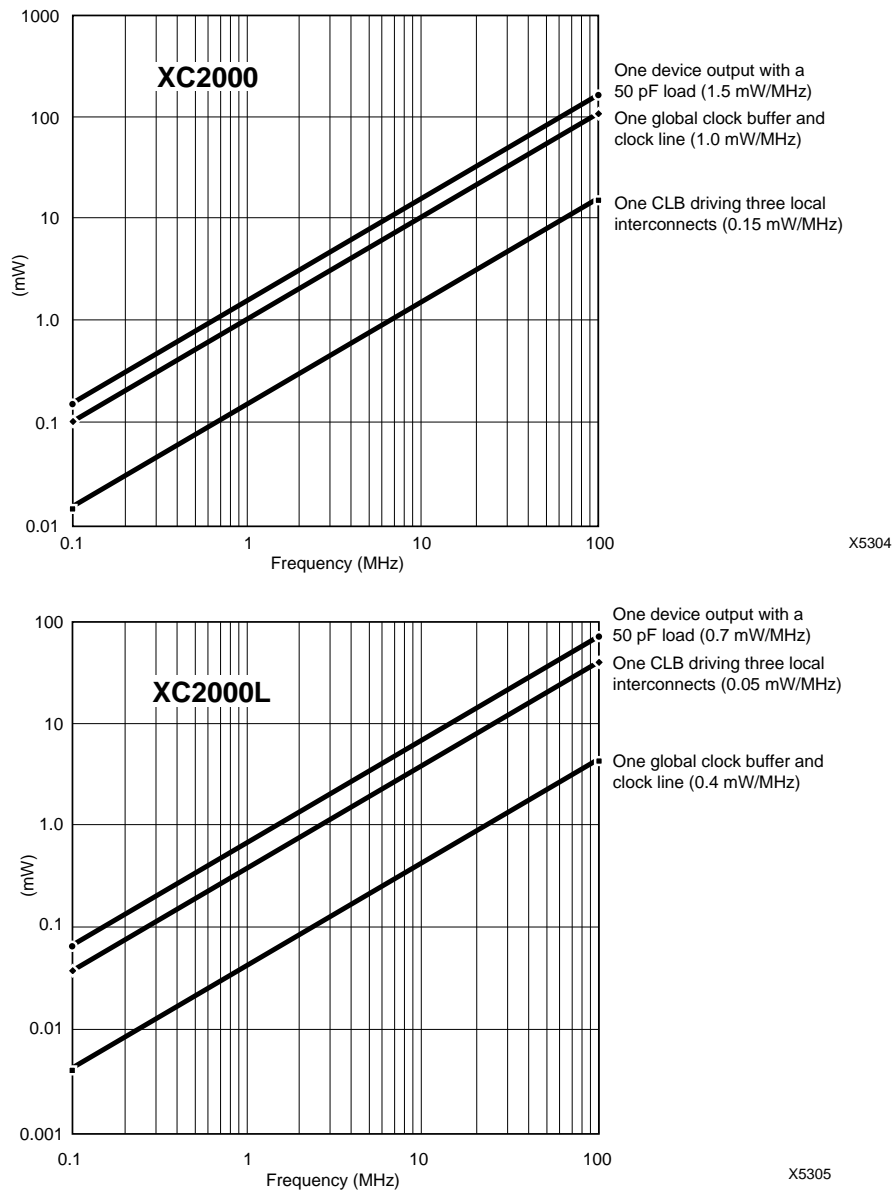 1000
XC2000
One device output with a
50 pF load (1.5 mW/MHz)
100
One global clock buffer and
clock line (1.0 mW/MHz)
10
One CLB driving three local
interconnects (0.15 mW/MHz)
(mW)
1.0
0.1
0.01
0.1
1
10
100
Frequency (MHz)
X5304
100
XC2000L
One device output with a
50 pF load (0.7 mW/MHz)
One CLB driving three local
interconnects (0.05 mW/MHz)
10
One global clock buffer and
clock line (0.4 mW/MHz)
1.0
(mW)
0.1
0.01
0.001
0.1
1
10
100
Frequency (MHz)
X5305